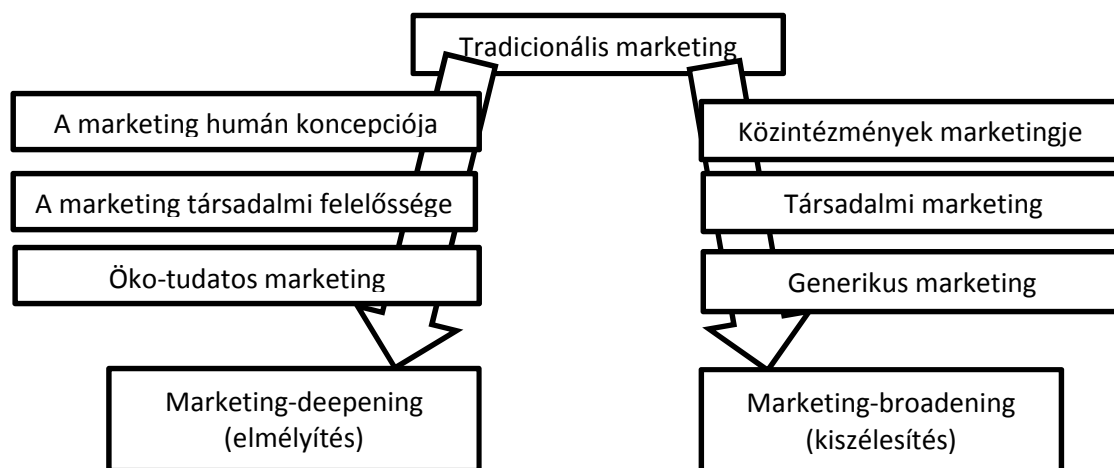 Tradicionális marketing
A marketing humán koncepciója
A marketing társadalmi felelőssége
Öko-tudatos marketing
Marketing-deepening
(elmélyítés)
Közintézmények marketingje
Társadalmi marketing
Generikus marketing
Marketing-broadening
(kiszélesítés)